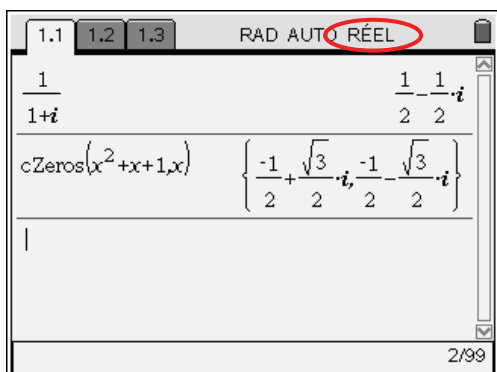 1.1 1.2 1.3 RAD AUTO RÉEL
1/(1+i) 1/2-1/2·i
cZeros(x²+x+1,x) {-1/2+√3/2·i,-1/2-√3/2·i}
2/99